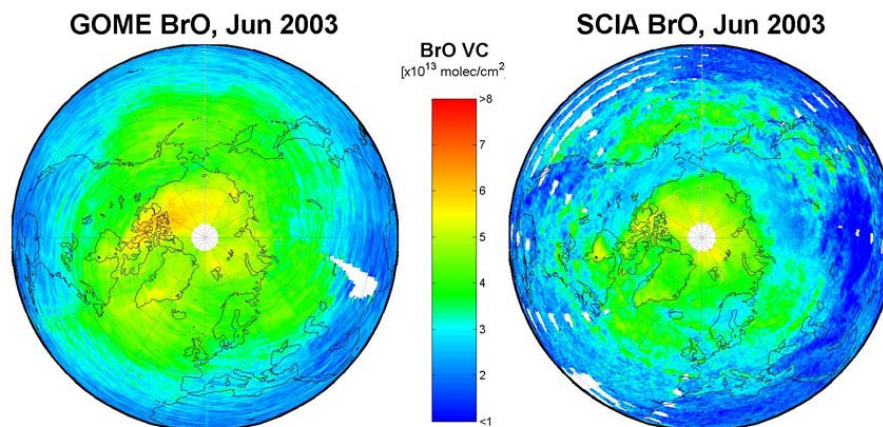 GOME BrO, Jun 2003
BrO VC
[x10¹³ molec/cm²
>8
7
6
5
4
3
2
<1
SCIA BrO, Jun 2003